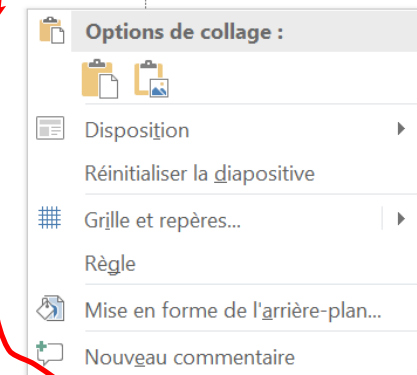 Options de collage :
Disposition
Réinitialiser la diapositive
Grille et repères...
Règle
Mise en forme de l'arrière-plan...
Nouveau commentaire